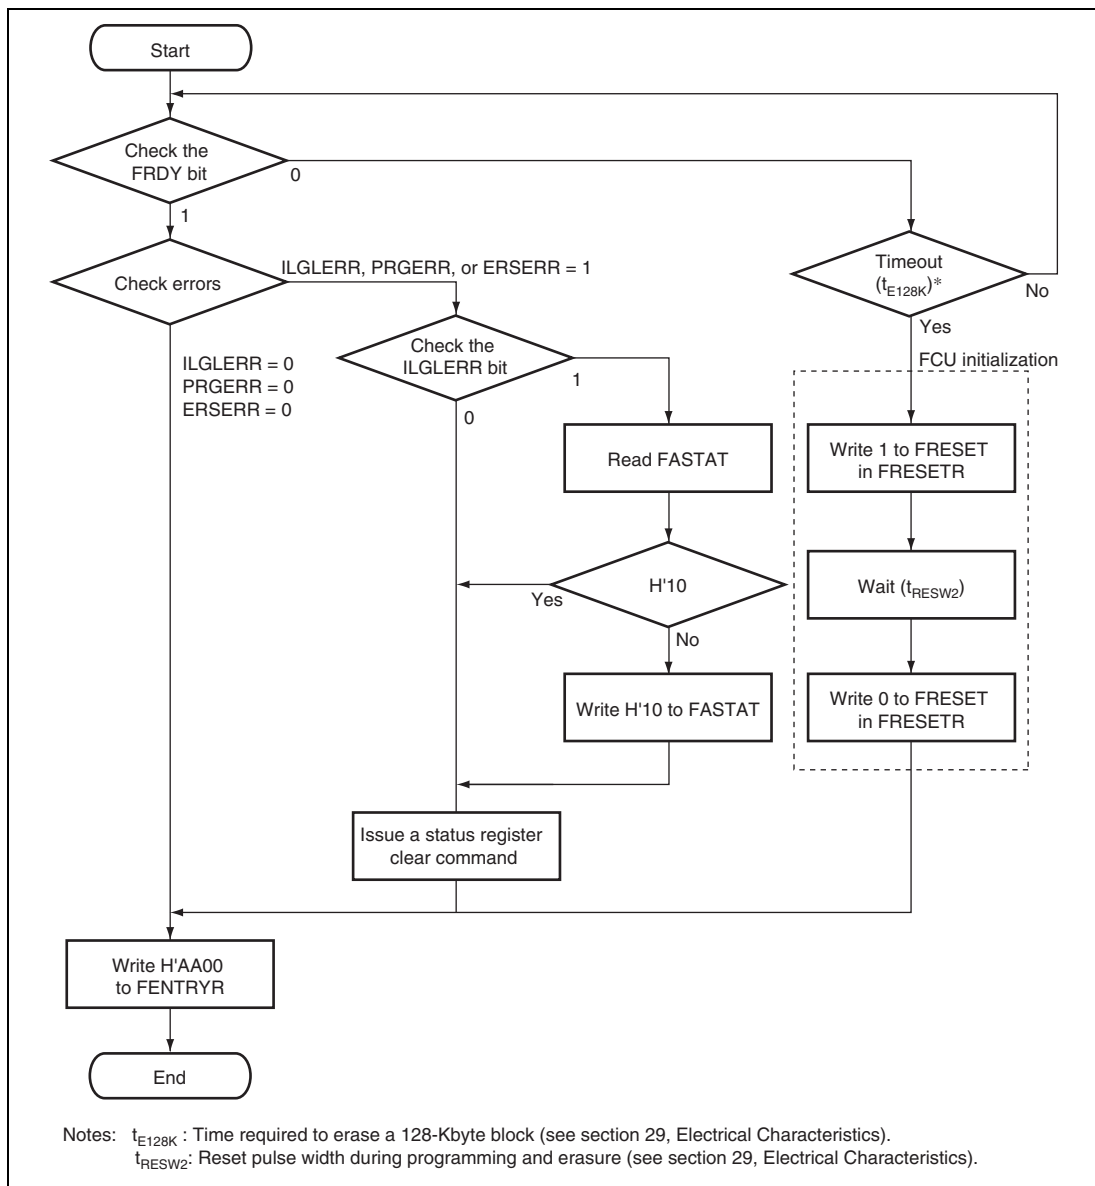 Start
Check the
FRDY bit
0
1
Check errors
ILGLERR, PRGERR, or ERSERR = 1
Timeout
(tE128K)*
No
Yes
ILGLERR = 0
PRGERR = 0
ERSERR = 0
Check the
ILGLERR bit
1
0
FCU initialization
Read FASTAT
Write 1 to FRESET
in FRESETR
H'10
Yes
No
Wait (tRESW2)
Write H'10 to FASTAT
Write 0 to FRESET
in FRESETR
Issue a status register
clear command
Write H'AA00
to FENTRYR
End
Notes: tE128K : Time required to erase a 128-Kbyte block (see section 29, Electrical Characteristics).
tRESW2: Reset pulse width during programming and erasure (see section 29, Electrical Characteristics).